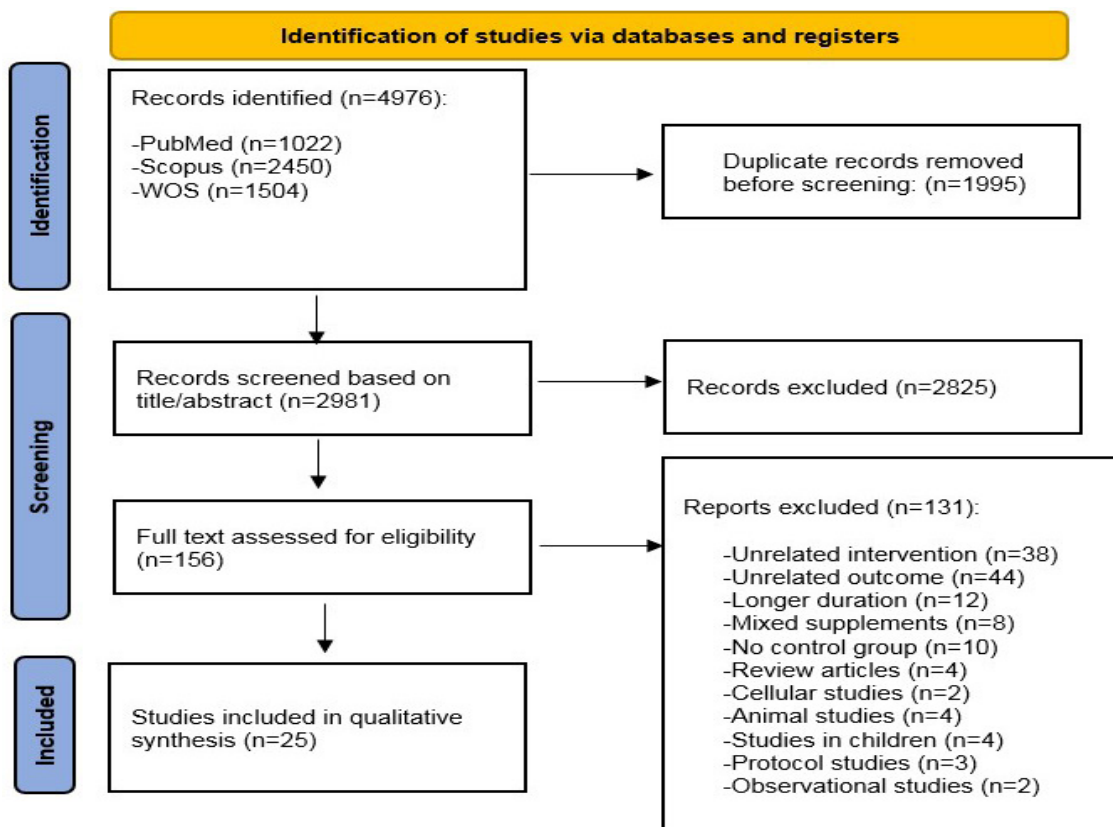 Identification of studies via databases and registers
Identification
Records identified (n=4976):
-PubMed (n=1022)
-Scopus (n=2450)
-WOS (n=1504)
Duplicate records removed
before screening: (n=1995)
Screening
Records screened based on
title/abstract (n=2981)
Records excluded (n=2825)
Full text assessed for eligibility
(n=156)
Reports excluded (n=131):
-Unrelated intervention (n=38)
-Unrelated outcome (n=44)
-Longer duration (n=12)
-Mixed supplements (n=8)
-No control group (n=10)
-Review articles (n=4)
-Cellular studies (n=2)
-Animal studies (n=4)
-Studies in children (n=4)
-Protocol studies (n=3)
-Observational studies (n=2)
Included
Studies included in qualitative
synthesis (n=25)